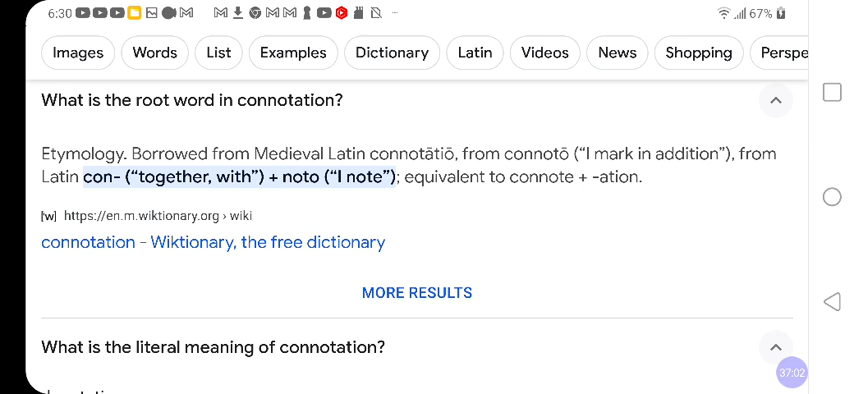 6:30
67%
Images Words List Examples Dictionary Latin Videos News Shopping Perspe
What is the root word in connotation?
Etymology. Borrowed from Medieval Latin connotātiō, from connotō (“I mark in addition”), from
Latin con- (“together, with”) + noto (“I note”); equivalent to connote + -ation.
[w] https://en.m.wiktionary.org › wiki
connotation - Wiktionary, the free dictionary
MORE RESULTS
What is the literal meaning of connotation?
37:02